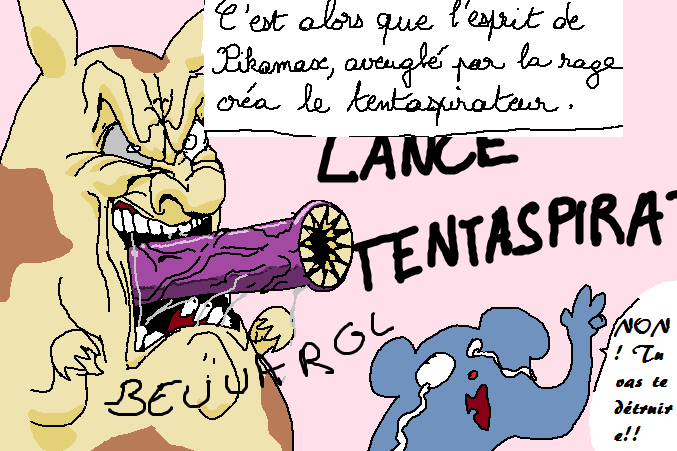 C'est alors que l'esprit de
Pikamax, aveuglé par la rage
créa le tentaspirateur.
LANCE
TENTASPIRAT
BEUUARGL
NON
! Tu
vas te
détruir
e!!